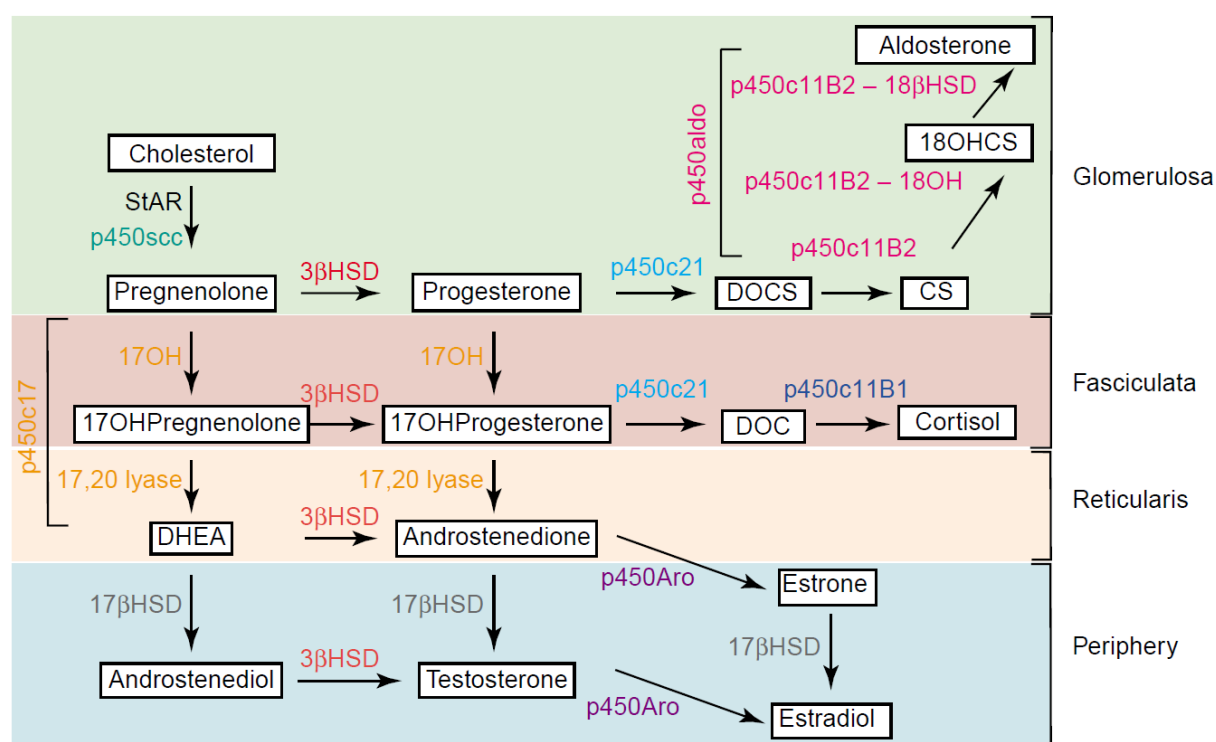 Aldosterone
p450c11B2 – 18βHSD
p450aldo
Cholesterol
18OHCS
StAR
p450c11B2 – 18OH
Glomerulosa
p450scc
p450c11B2
3βHSD
p450c21
Pregnenolone
Progesterone
DOCS
CS
17OH
17OH
p450c17
3βHSD
p450c21
p450c11B1
Fasciculata
17OHPregnenolone
17OHProgesterone
DOC
Cortisol
17,20 lyase
17,20 lyase
Reticularis
3βHSD
DHEA
Androstenedione
p450Aro
Estrone
17βHSD
17βHSD
17βHSD
Periphery
3βHSD
Androstenediol
Testosterone
p450Aro
Estradiol